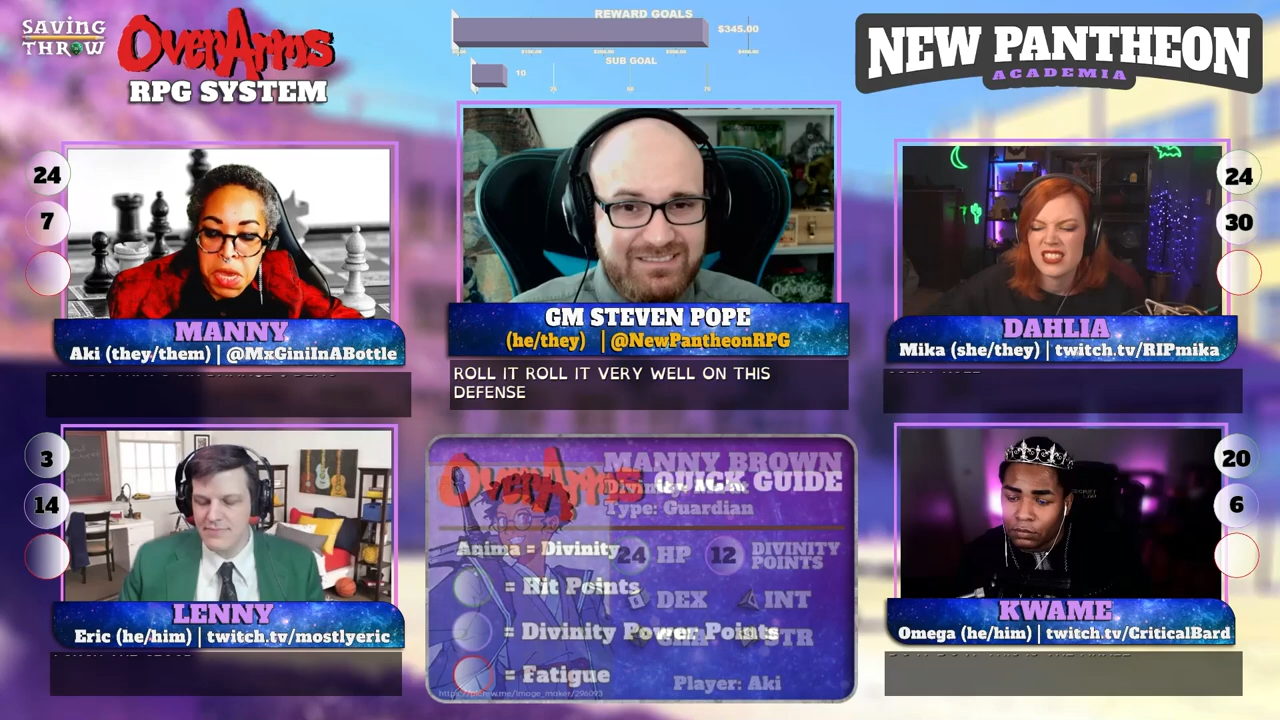 SAVING THROW
OVERARMS
RPG SYSTEM
REWARD GOALS
$345.00
SUB GOAL
10
NEW PANTHEON
ACADEMIA
24
7
MANNY
Aki (they/them) | @MxGiniInABottle
GM STEVEN POPE
(he/they) | @NewPantheonRPG
ROLL IT ROLL IT VERY WELL ON THIS
DEFENSE
24
30
DAHLIA
Mika (she/they) | twitch.tv/RIPmika
3
14
LENNY
Eric (he/him) | twitch.tv/mostlyeric
OVERARMS
MANNY BROWN
QUICK GUIDE
Type: Guardian
Anima = Divinity
24 HP 12 DIVINITY
POINTS
= Hit Points
DEX INT
= Divinity Power Points
STR
= Fatigue
Player: Aki
20
6
KWAME
Omega (he/him) | twitch.tv/CriticalBard